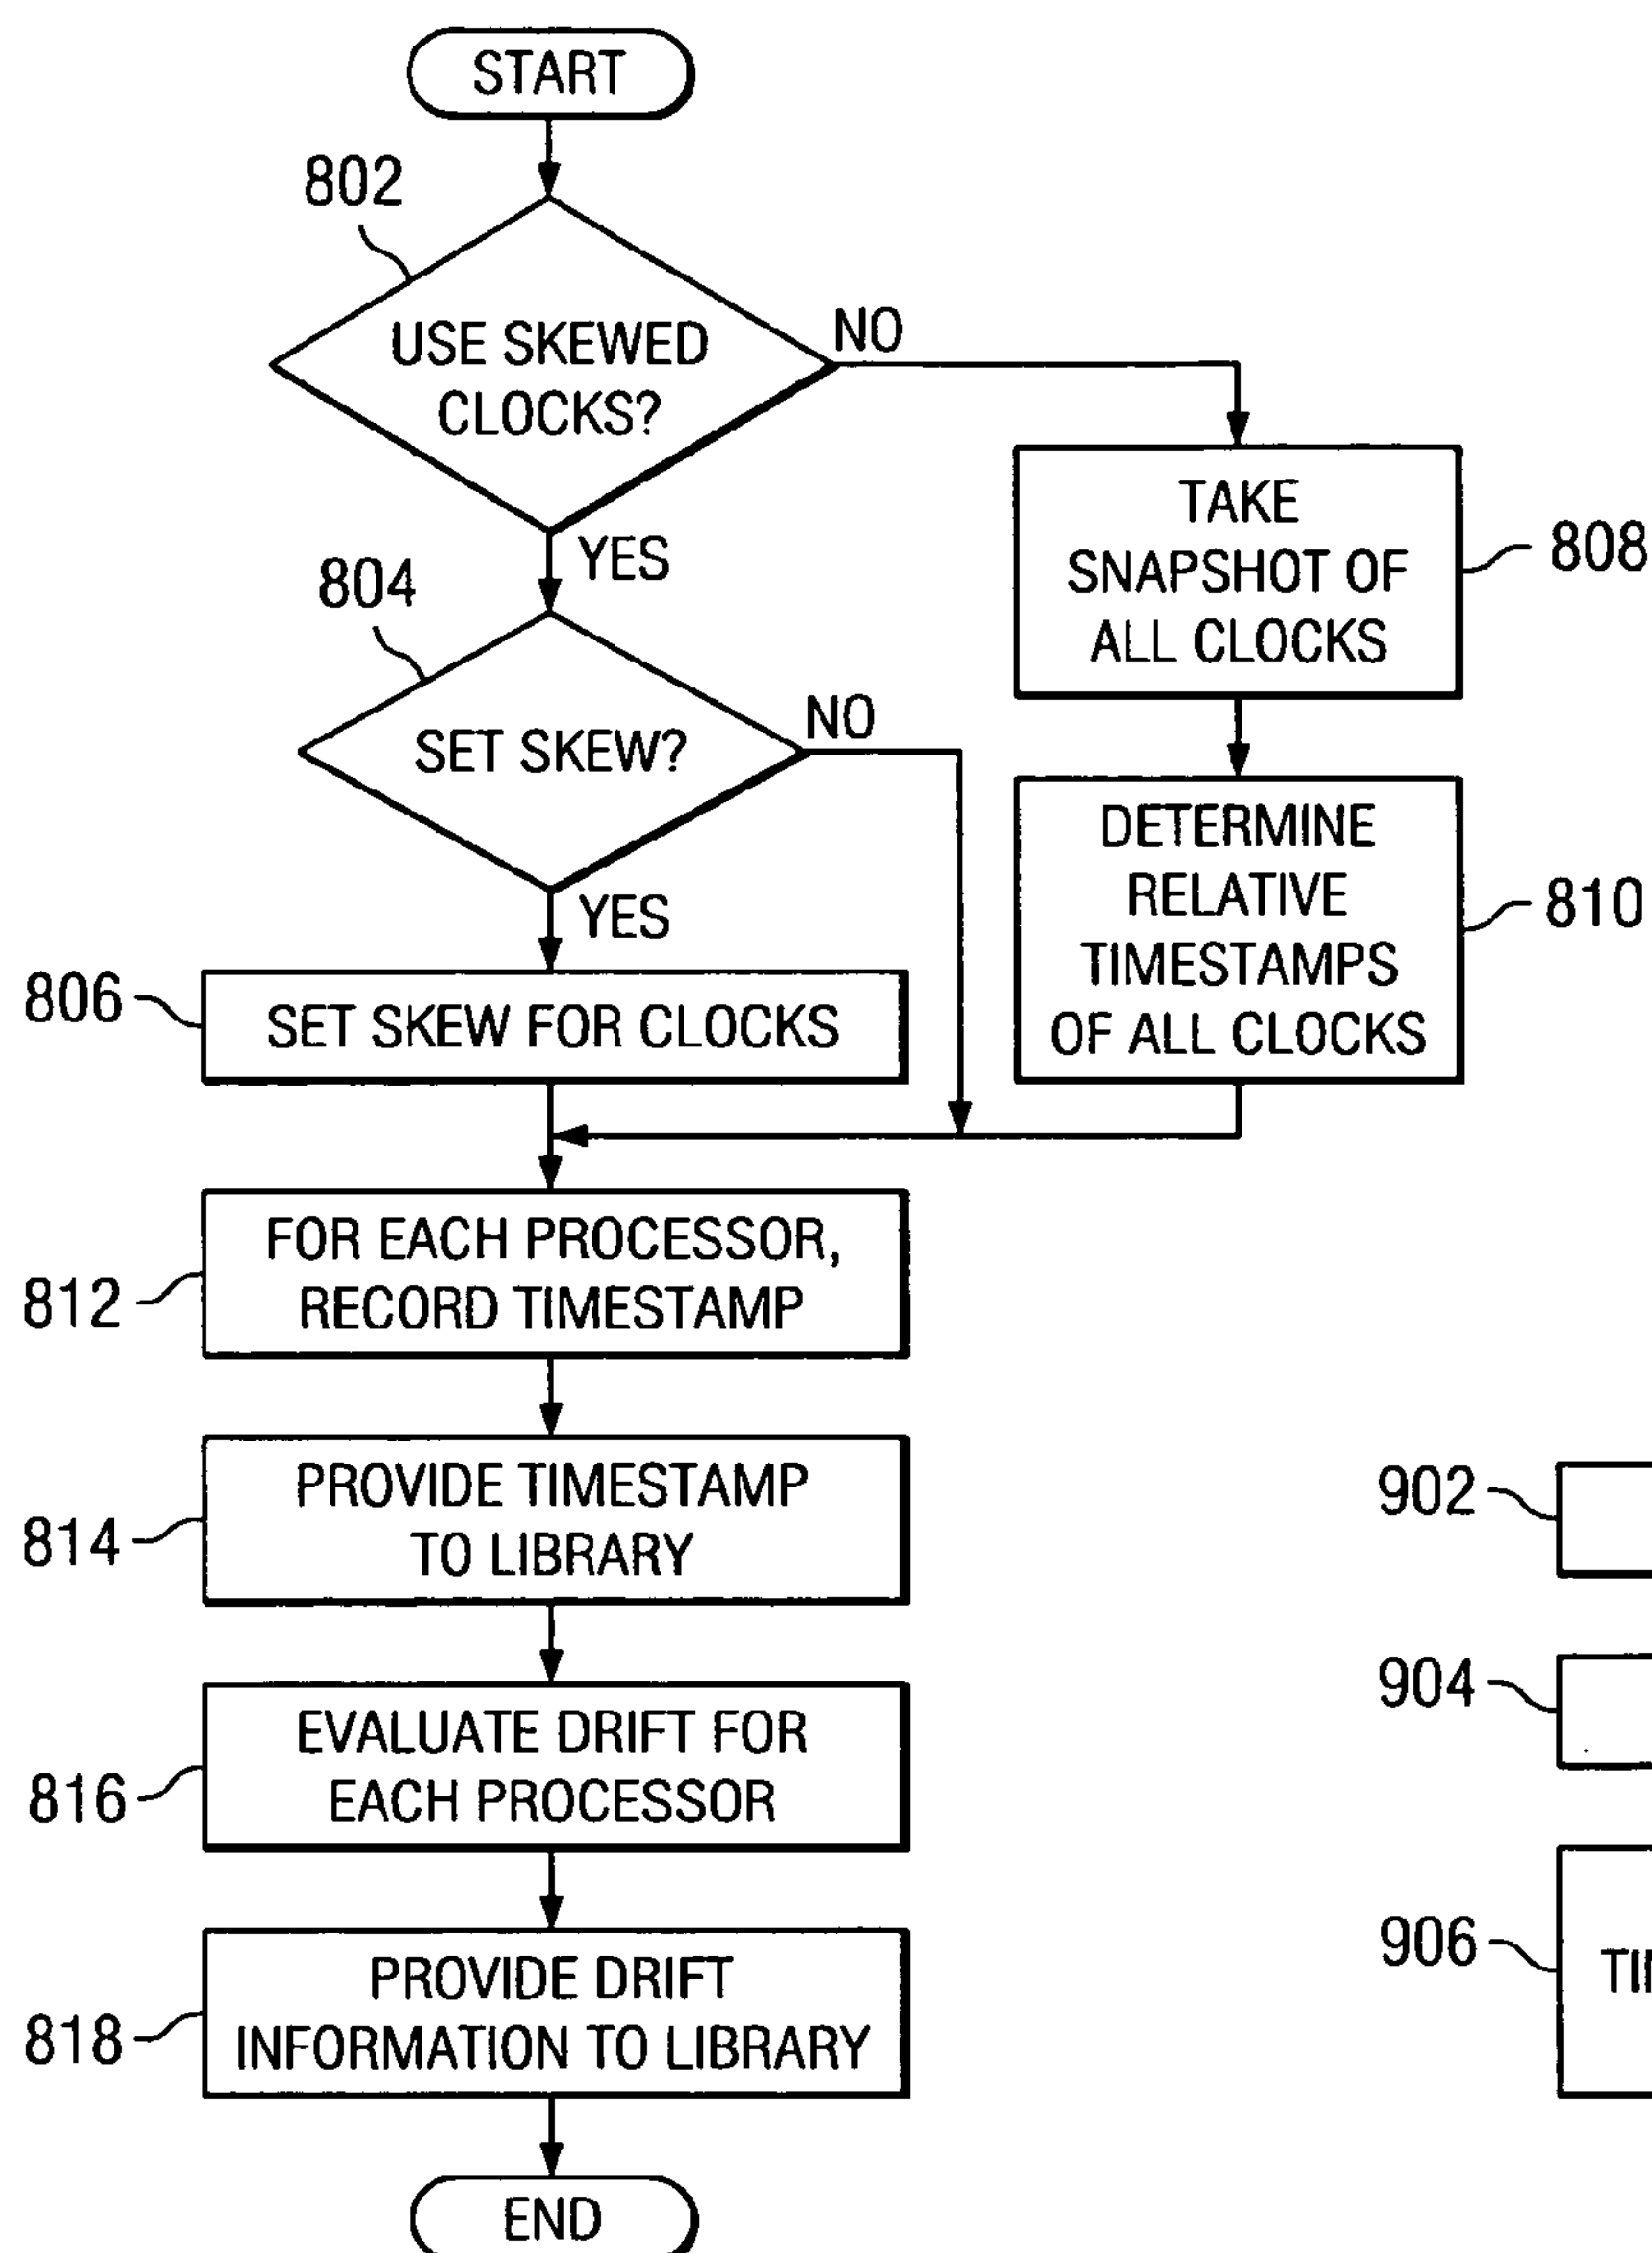 START
802
USE SKEWED
CLOCKS?
NO
YES
804
SET SKEW?
NO
YES
806
SET SKEW FOR CLOCKS
TAKE
SNAPSHOT OF
ALL CLOCKS
808
DETERMINE
RELATIVE
TIMESTAMPS
OF ALL CLOCKS
810
812
FOR EACH PROCESSOR,
RECORD TIMESTAMP
814
PROVIDE TIMESTAMP
TO LIBRARY
816
EVALUATE DRIFT FOR
EACH PROCESSOR
818
PROVIDE DRIFT
INFORMATION TO LIBRARY
END
902
904
906